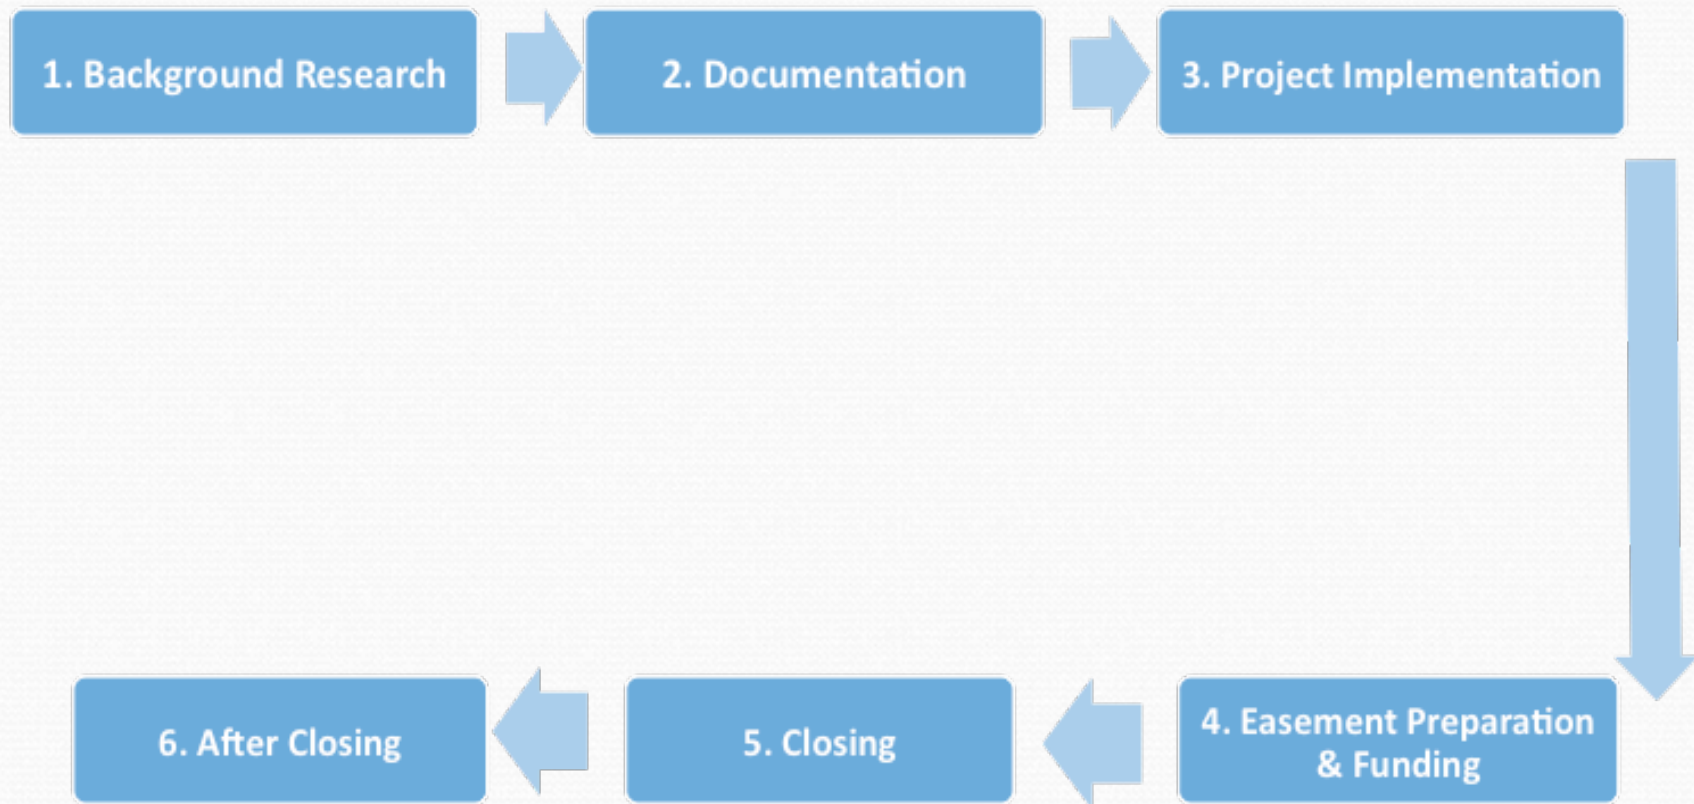 1. Background Research
2. Documentation
3. Project Implementation
4. Easement Preparation
& Funding
5. Closing
6. After Closing